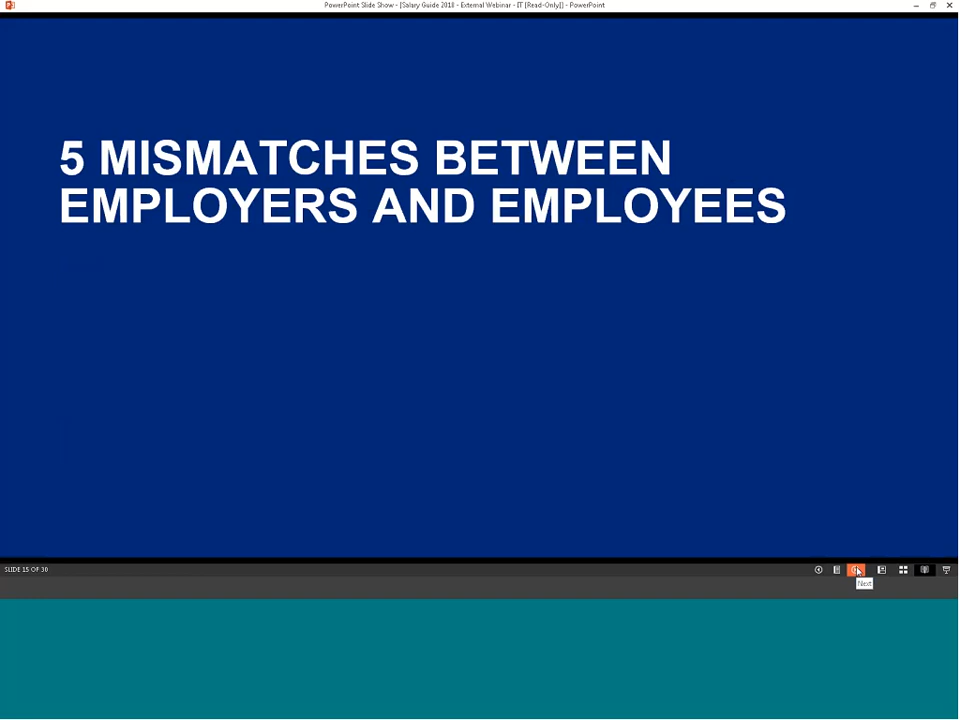 PowerPoint Slide Show - [Salary Guide 2018 - External Webinar - IT [Read-Only]] - PowerPoint
5 MISMATCHES BETWEEN
EMPLOYERS AND EMPLOYEES
SLIDE 15 OF 30
Next